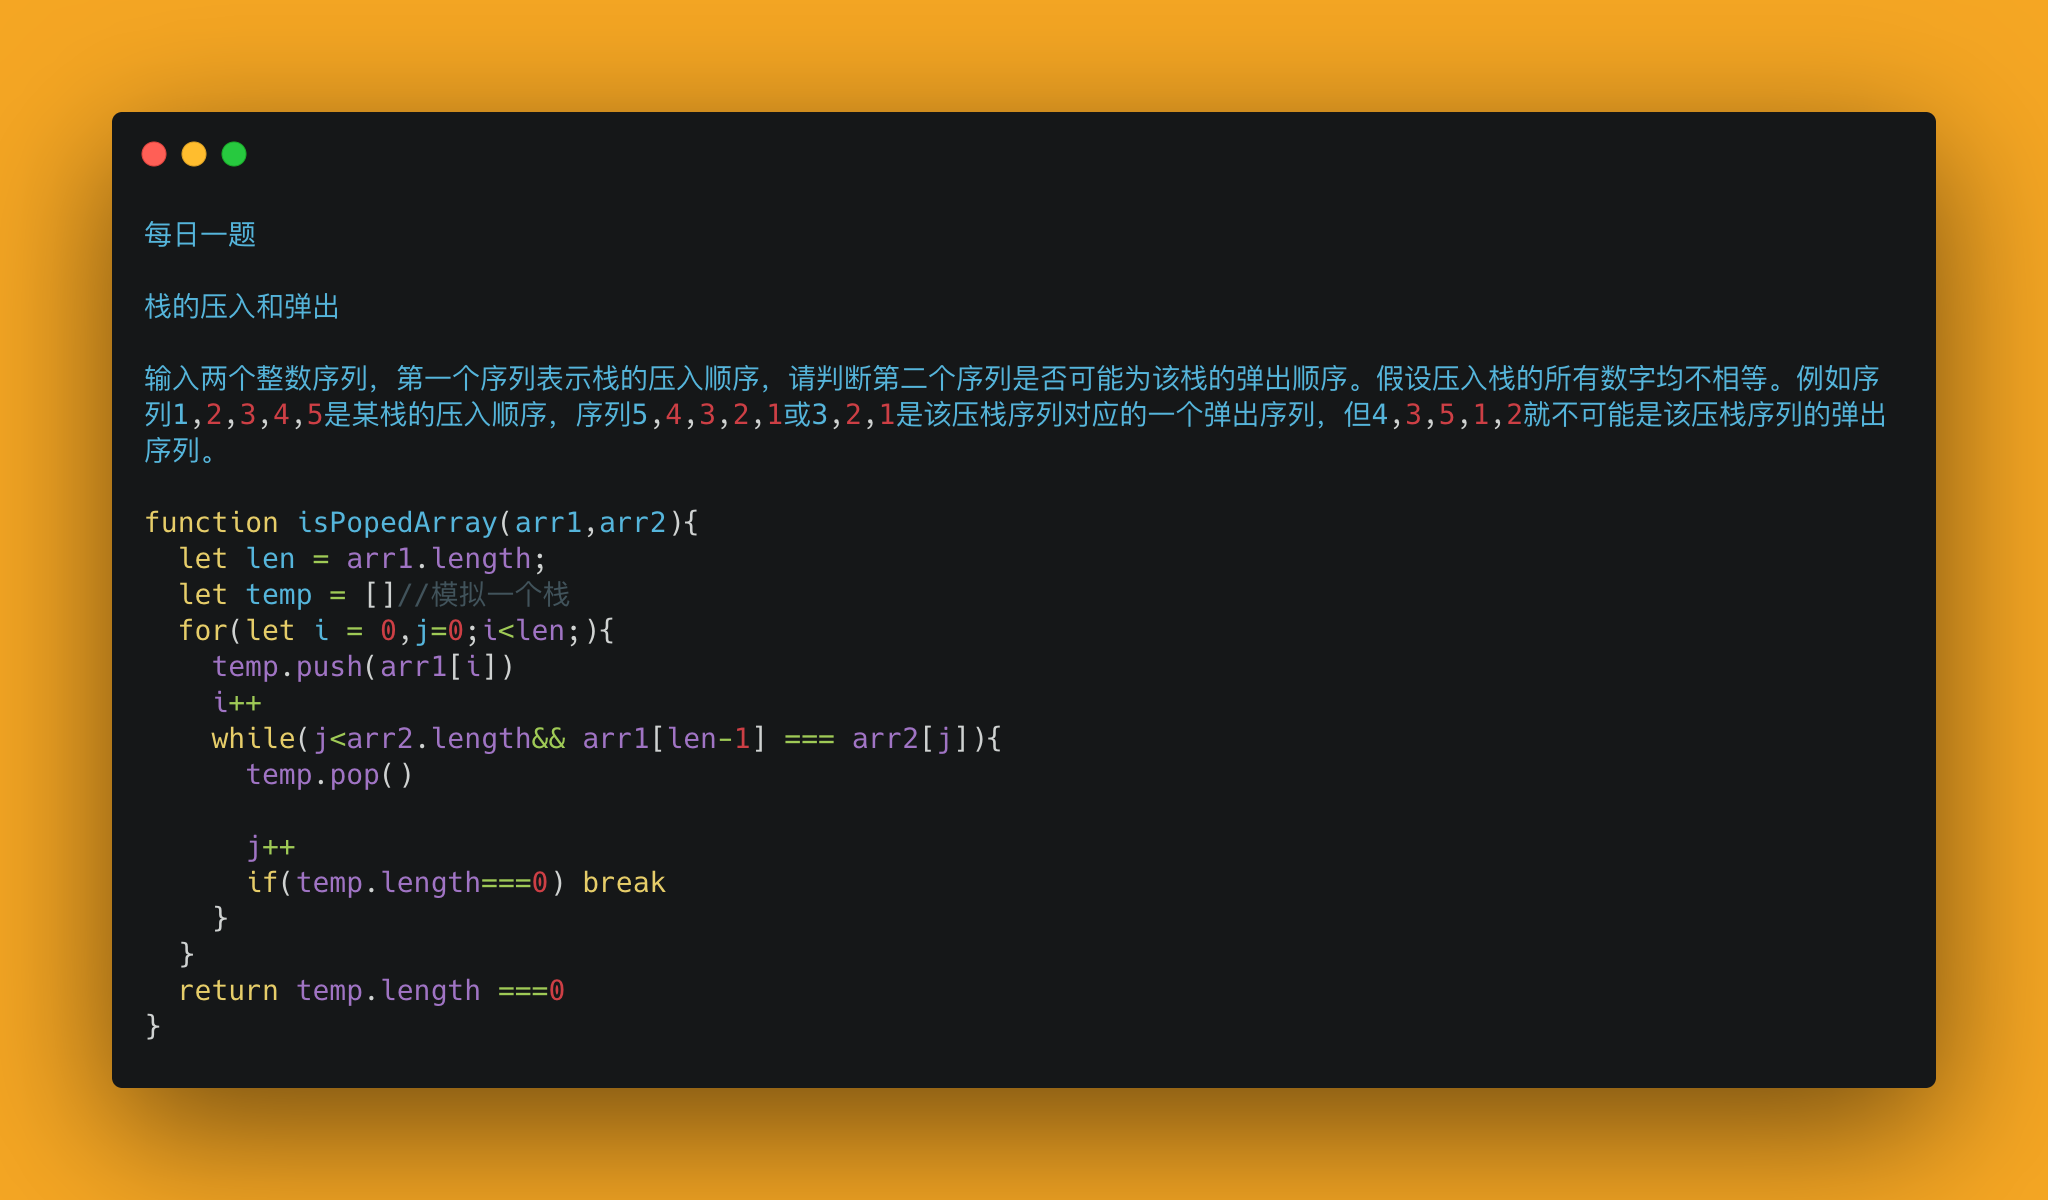 每日一题
栈的压入和弹出
输入两个整数序列，第一个序列表示栈的压入顺序，请判断第二个序列是否可能为该栈的弹出顺序。假设压入栈的所有数字均不相等。例如序
列1,2,3,4,5是某栈的压入顺序，序列5,4,3,2,1或3,2,1是该压栈序列对应的一个弹出序列，但4,3,5,1,2就不可能是该压栈序列的弹出
序列。
function isPopedArray(arr1,arr2){
  let len = arr1.length;
  let temp = []//模拟一个栈
  for(let i = 0,j=0;i<len;){
    temp.push(arr1[i])
    i++
    while(j<arr2.length&& arr1[len-1] === arr2[j]){
      temp.pop()
      j++
      if(temp.length===0) break
    }
  }
  return temp.length ===0
}